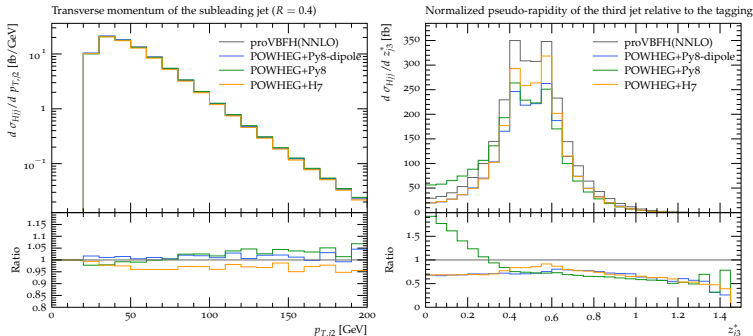 Transverse momentum of the subleading jet (R = 0.4)
d σHjj/d pT,j2 [fb/GeV]
proVBFH(NNLO)
POWHEG+Py8-dipole
POWHEG+Py8
POWHEG+H7
10^1
1
10^−1
Ratio
1.15
1.1
1.05
1
0.95
0.9
0.85
0.8
0 50 100 150 200
pT,j2 [GeV]
Normalized pseudo-rapidity of the third jet relative to the tagging
d σHjj/d z*j3 [fb]
proVBFH(NNLO)
POWHEG+Py8-dipole
POWHEG+Py8
POWHEG+H7
350
300
250
200
150
100
50
0
Ratio
1.5
1
0.5
0.0
0 0.2 0.4 0.6 0.8 1 1.2 1.4
z*j3